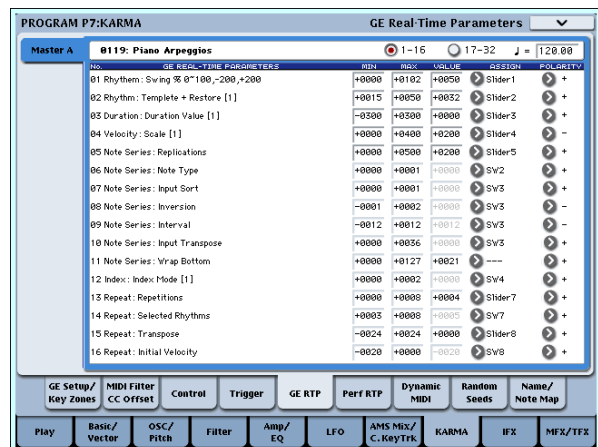 PROGRAM P7:KARMA GE Real-Time Parameters
Master A 0119: Piano Arpeggios 1-16 17-32 ♩ = 120.00
No. GE REAL-TIME PARAMETERS MIN MAX VALUE ASSIGN POLARITY
01 Rhythem: Swing % 0~100,-200,+200 +0000 +0102 +0050 Slider1 +
02 Rhythm: Templete + Restore [1] +0015 +0050 +0032 Slider2 +
03 Duration: Duration Value [1] -0300 +0300 +0000 Slider3 +
04 Velocity: Scale [1] +0000 +0400 +0200 Slider4 -
05 Note Series: Replications +0000 +0500 +0200 Slider5 +
06 Note Series: Note Type +0000 +0001 +0000 SW2 +
07 Note Series: Input Sort +0000 +0001 +0000 SW3 +
08 Note Series: Inversion -0001 +0002 +0000 SW3 -
09 Note Series: Interval -0012 +0012 +0012 SW3 -
10 Note Series: Input Transpose +0000 +0036 +0000 SW3 +
11 Note Series: Wrap Bottom +0000 +0127 +0021 --- +
12 Index: Index Mode [1] +0000 +0002 +0000 SW4 +
13 Repeat: Repetitions +0000 +0008 +0004 Slider7 +
14 Repeat: Selected Rhythms +0003 +0008 +0005 SW7 +
15 Repeat: Transpose -0024 +0024 +0000 Slider8 +
16 Repeat: Initial Velocity -0020 +0000 -0020 SW8 +
GE Setup/ Key Zones MIDI Filter CC Offset Control Trigger GE RTP Perf RTP Dynamic MIDI Random Seeds Name/ Note Map
Play Basic/ Vector OSC/ Pitch Filter Amp/ EQ LFO AMS Mix/ C.KeyTrk KARMA IFX MFX/TFX